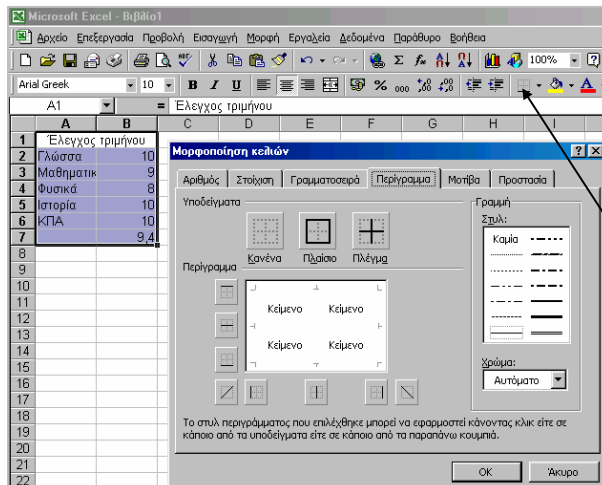 Microsoft Excel - Βιβλίο1
Αρχείο Επεξεργασία Προβολή Εισαγωγή Μορφή Εργαλεία Δεδομένα Παράθυρο Βοήθεια
100%
Arial Greek 10 B I U % 000
A1 = Έλεγχος τριμήνου
A B C D E F G H I
1 Έλεγχος τριμήνου
2 Γλώσσα 10
3 Μαθηματικ 9
4 Φυσικά 8
5 Ιστορία 10
6 ΚΠΑ 10
7 9,4
8
9
10
11
12
13
14
15
16
17
18
19
20
21
22
Μορφοποίηση κελιών
Αριθμός Στοίχιση Γραμματοσειρά Περίγραμμα Μοτίβα Προστασία
Υποδείγματα
Κανένα Πλαίσιο Πλέγμα
Περίγραμμα
Κείμενο Κείμενο
Κείμενο Κείμενο
Γραμμή
Στυλ:
Καμία
Χρώμα:
Αυτόματο
Το στυλ περιγράμματος που επιλέχθηκε μπορεί να εφαρμοστεί κάνοντας κλικ είτε σε
κάποιο από τα υποδείγματα είτε σε κάποιο από τα παραπάνω κουμπιά.
OK Άκυρο